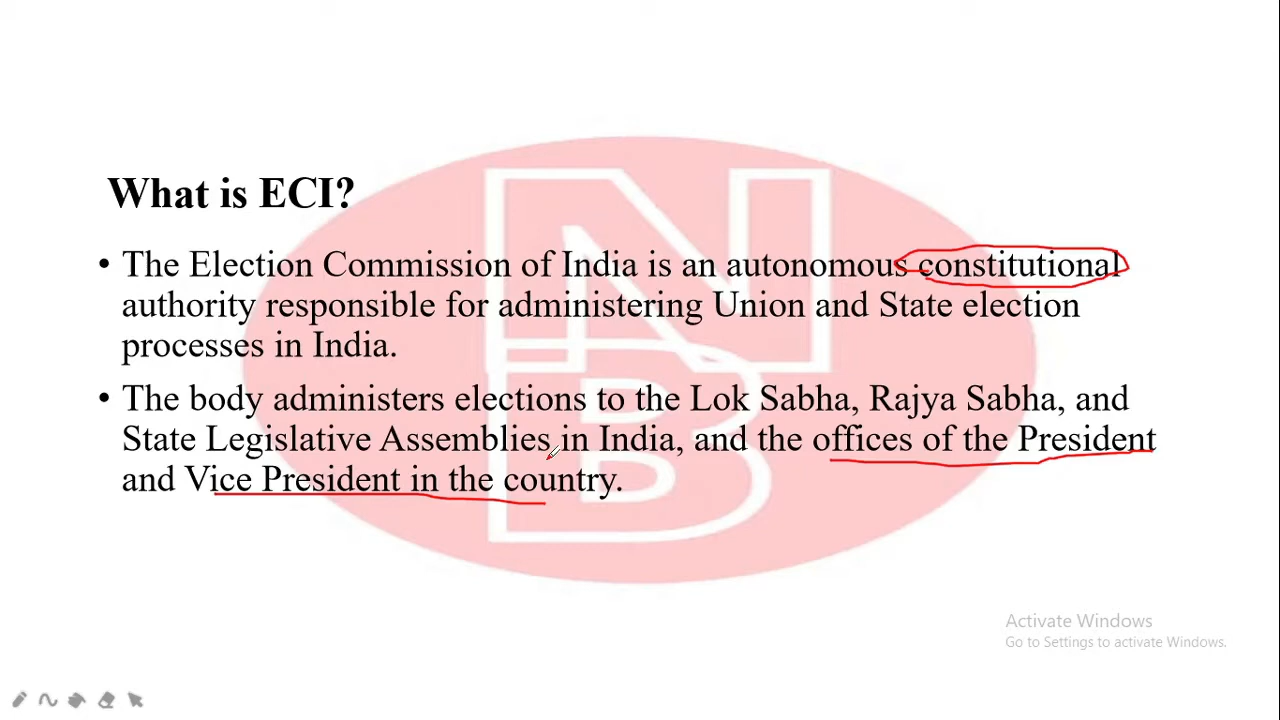 What is ECI?
• The Election Commission of India is an autonomous constitutional
authority responsible for administering Union and State election
processes in India.
• The body administers elections to the Lok Sabha, Rajya Sabha, and
State Legislative Assemblies in India, and the offices of the President
and Vice President in the country.
N
B
Activate Windows
Go to Settings to activate Windows.